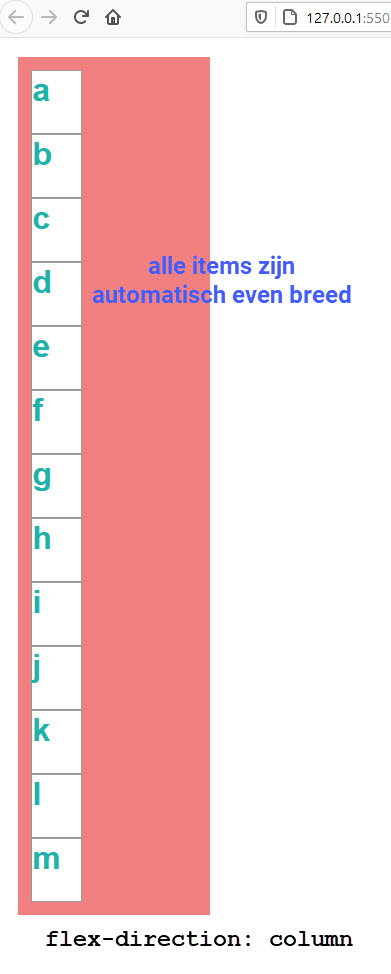 127.0.0.1:550
a
b
c
d
alle items zijn
automatisch even breed
e
f
g
h
i
j
k
l
m
flex-direction: column